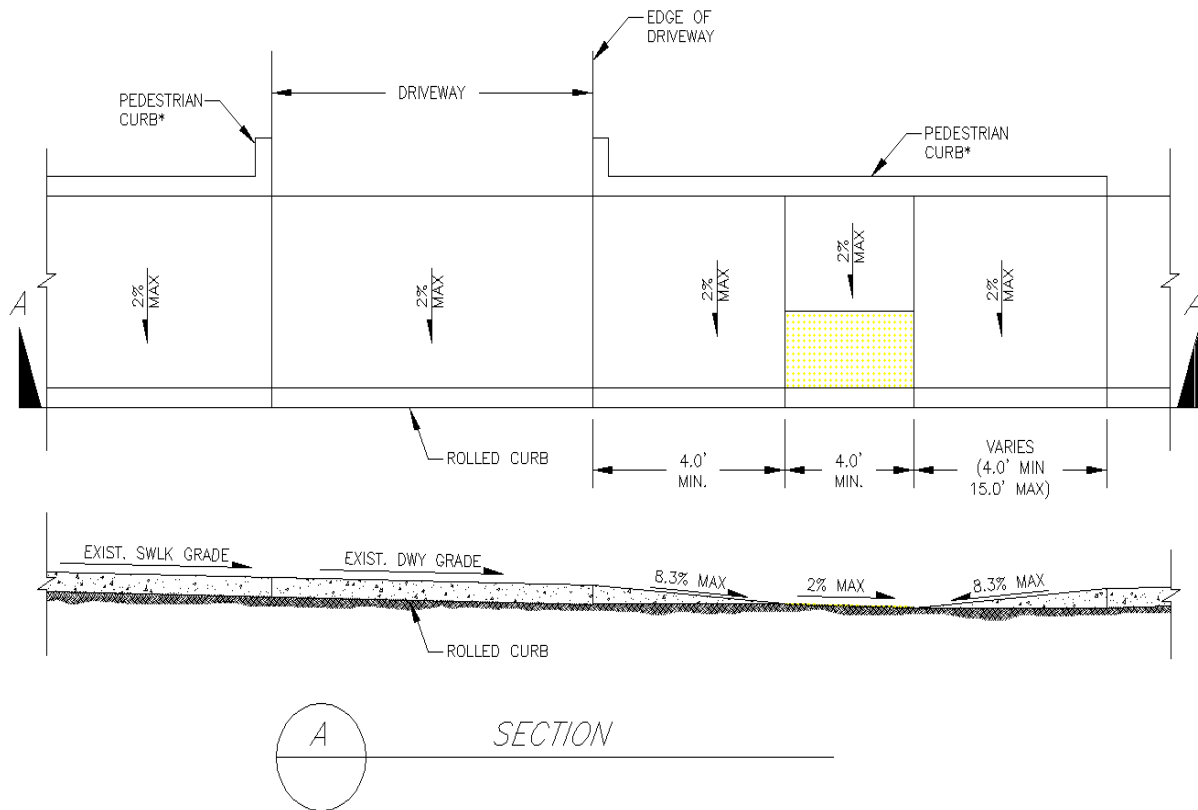 EDGE OF
DRIVEWAY
DRIVEWAY
PEDESTRIAN
CURB*
PEDESTRIAN
CURB*
2%
MAX
2%
MAX
2%
MAX
2%
MAX
2%
MAX
A
A
ROLLED CURB
4.0'
MIN.
4.0'
MIN.
VARIES
(4.0' MIN
15.0' MAX)
EXIST. SWLK GRADE
EXIST. DWY GRADE
8.3% MAX
2% MAX
8.3% MAX
ROLLED CURB
A
SECTION